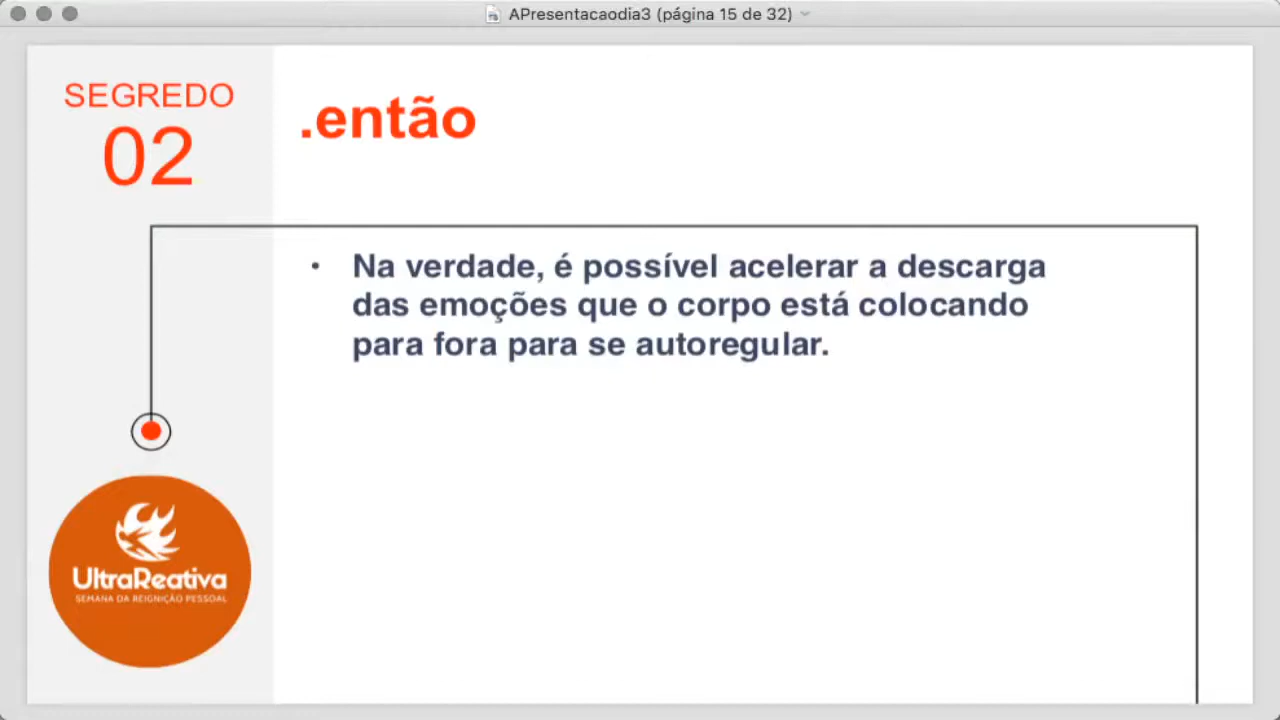 APresentacaodia3 (página 15 de 32)
SEGREDO
02
.então
• Na verdade, é possível acelerar a descarga
das emoções que o corpo está colocando
para fora para se autoregular.
UltraReativa
SEMANA DA REIGNIÇÃO PESSOAL